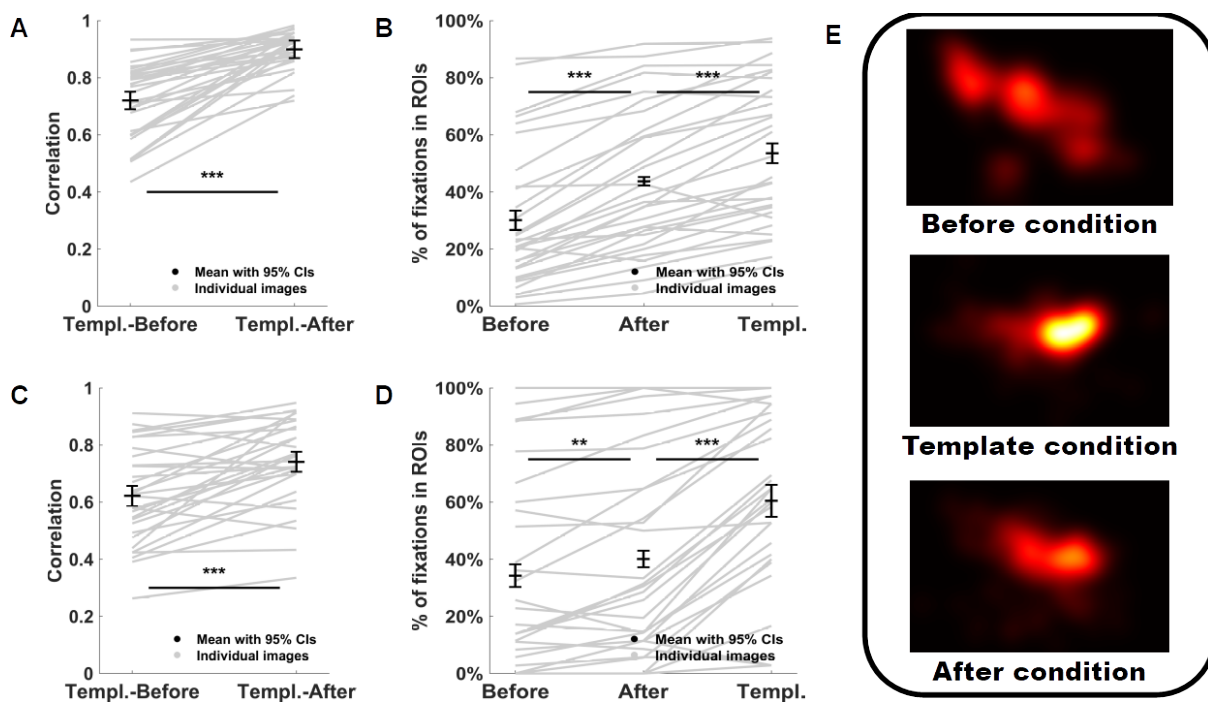 A
1
0.8
0.6
0.4
0.2
0
Correlation
***
Mean with 95% CIs
Individual images
Templ.-Before
Templ.-After
B
100%
80%
60%
40%
20%
0%
% of fixations in ROIs
***
***
Mean with 95% CIs
Individual images
Before
After
Templ.
C
1
0.8
0.6
0.4
0.2
0
Correlation
***
Mean with 95% CIs
Individual images
Templ.-Before
Templ.-After
D
100%
80%
60%
40%
20%
0%
% of fixations in ROIs
**
***
Mean with 95% CIs
Individual images
Before
After
Templ.
E
Before condition
Template condition
After condition